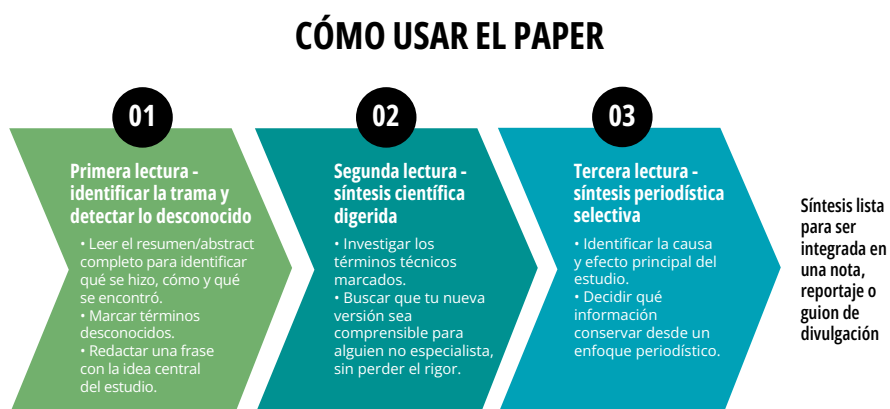 CÓMO USAR EL PAPER
01
Primera lectura -
identificar la trama y
detectar lo desconocido
• Leer el resumen/abstract
completo para identificar
qué se hizo, cómo y qué
se encontró.
• Marcar términos
desconocidos.
• Redactar una frase
con la idea central
del estudio.
02
Segunda lectura -
síntesis científica
digerida
• Investigar los
términos técnicos
marcados.
• Buscar que tu nueva
versión sea
comprensible para
alguien no especialista,
sin perder el rigor.
03
Tercera lectura -
síntesis periodística
selectiva
• Identificar la causa
y efecto principal del
estudio.
• Decidir qué
información
conservar desde un
enfoque periodístico.
Síntesis lista
para ser
integrada en
una nota,
reportaje o
guion de
divulgación